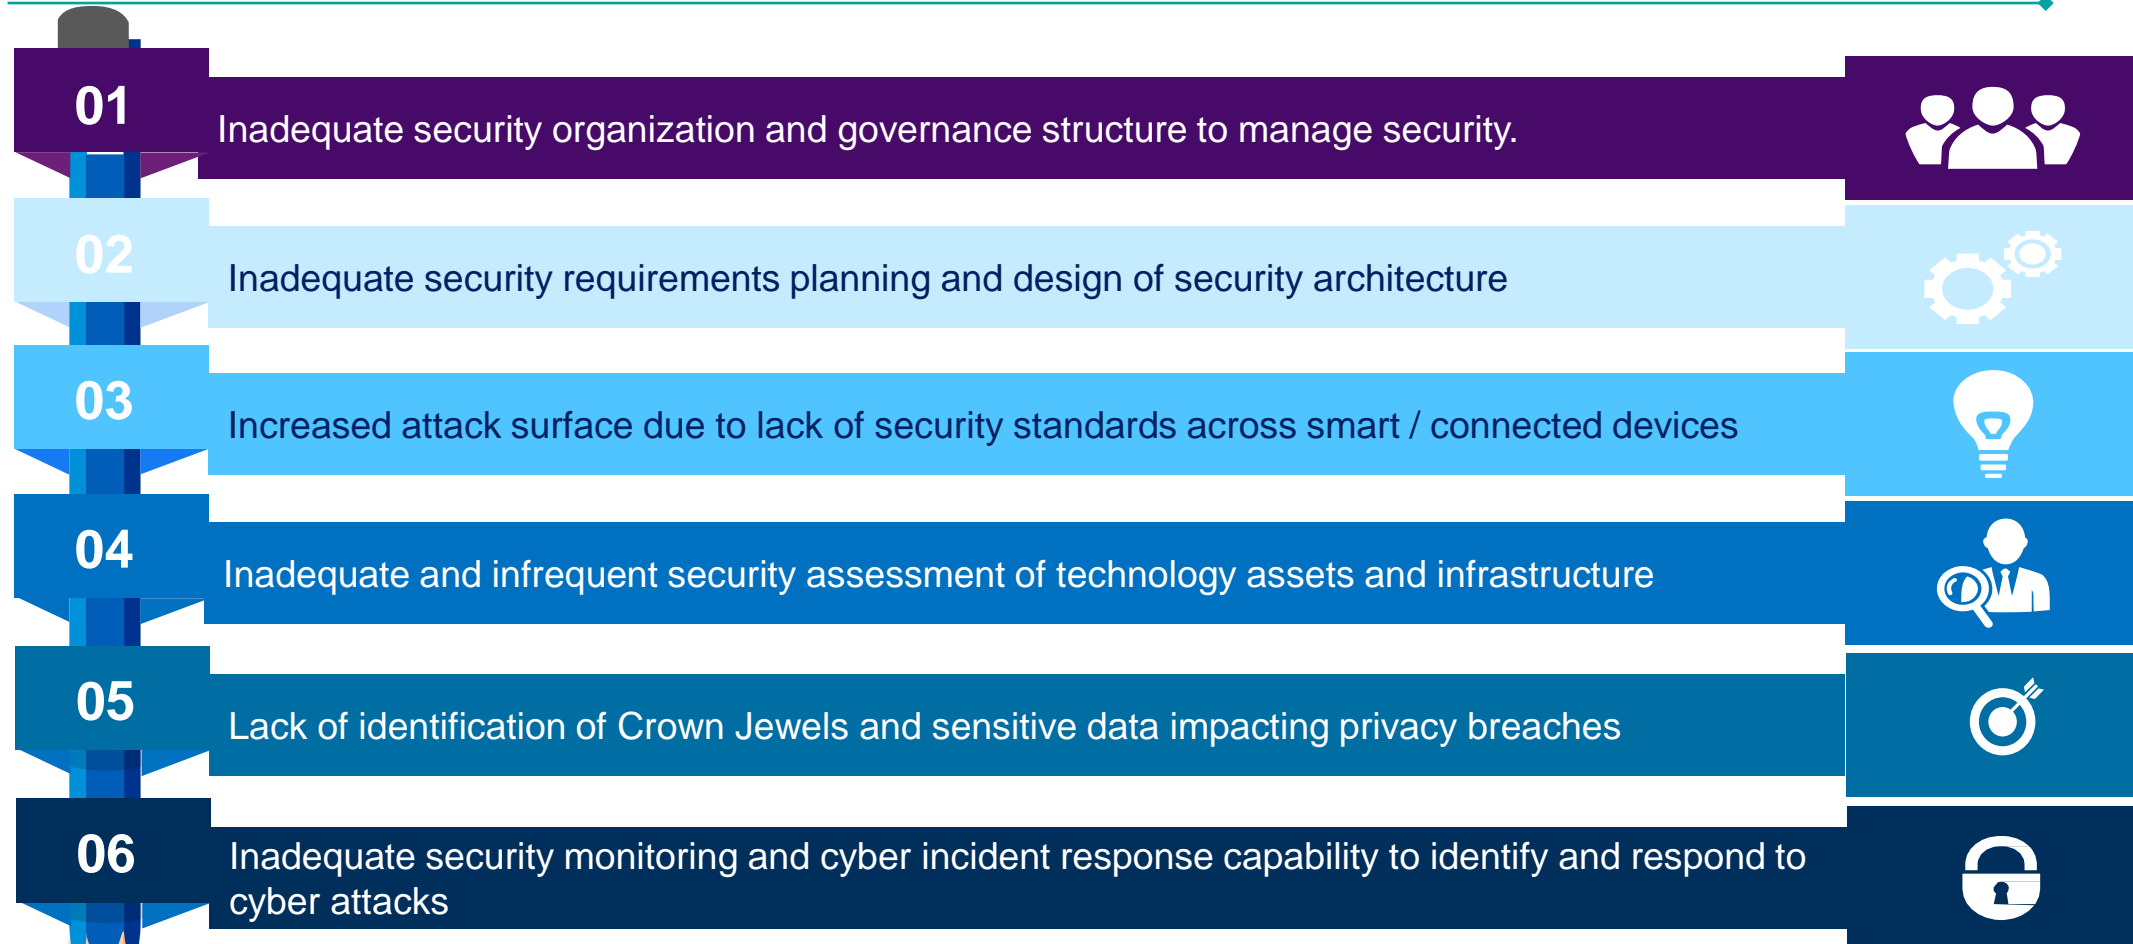 01
Inadequate security organization and governance structure to manage security.
02
Inadequate security requirements planning and design of security architecture
03
Increased attack surface due to lack of security standards across smart / connected devices
04
Inadequate and infrequent security assessment of technology assets and infrastructure
05
Lack of identification of Crown Jewels and sensitive data impacting privacy breaches
06
Inadequate security monitoring and cyber incident response capability to identify and respond to
cyber attacks